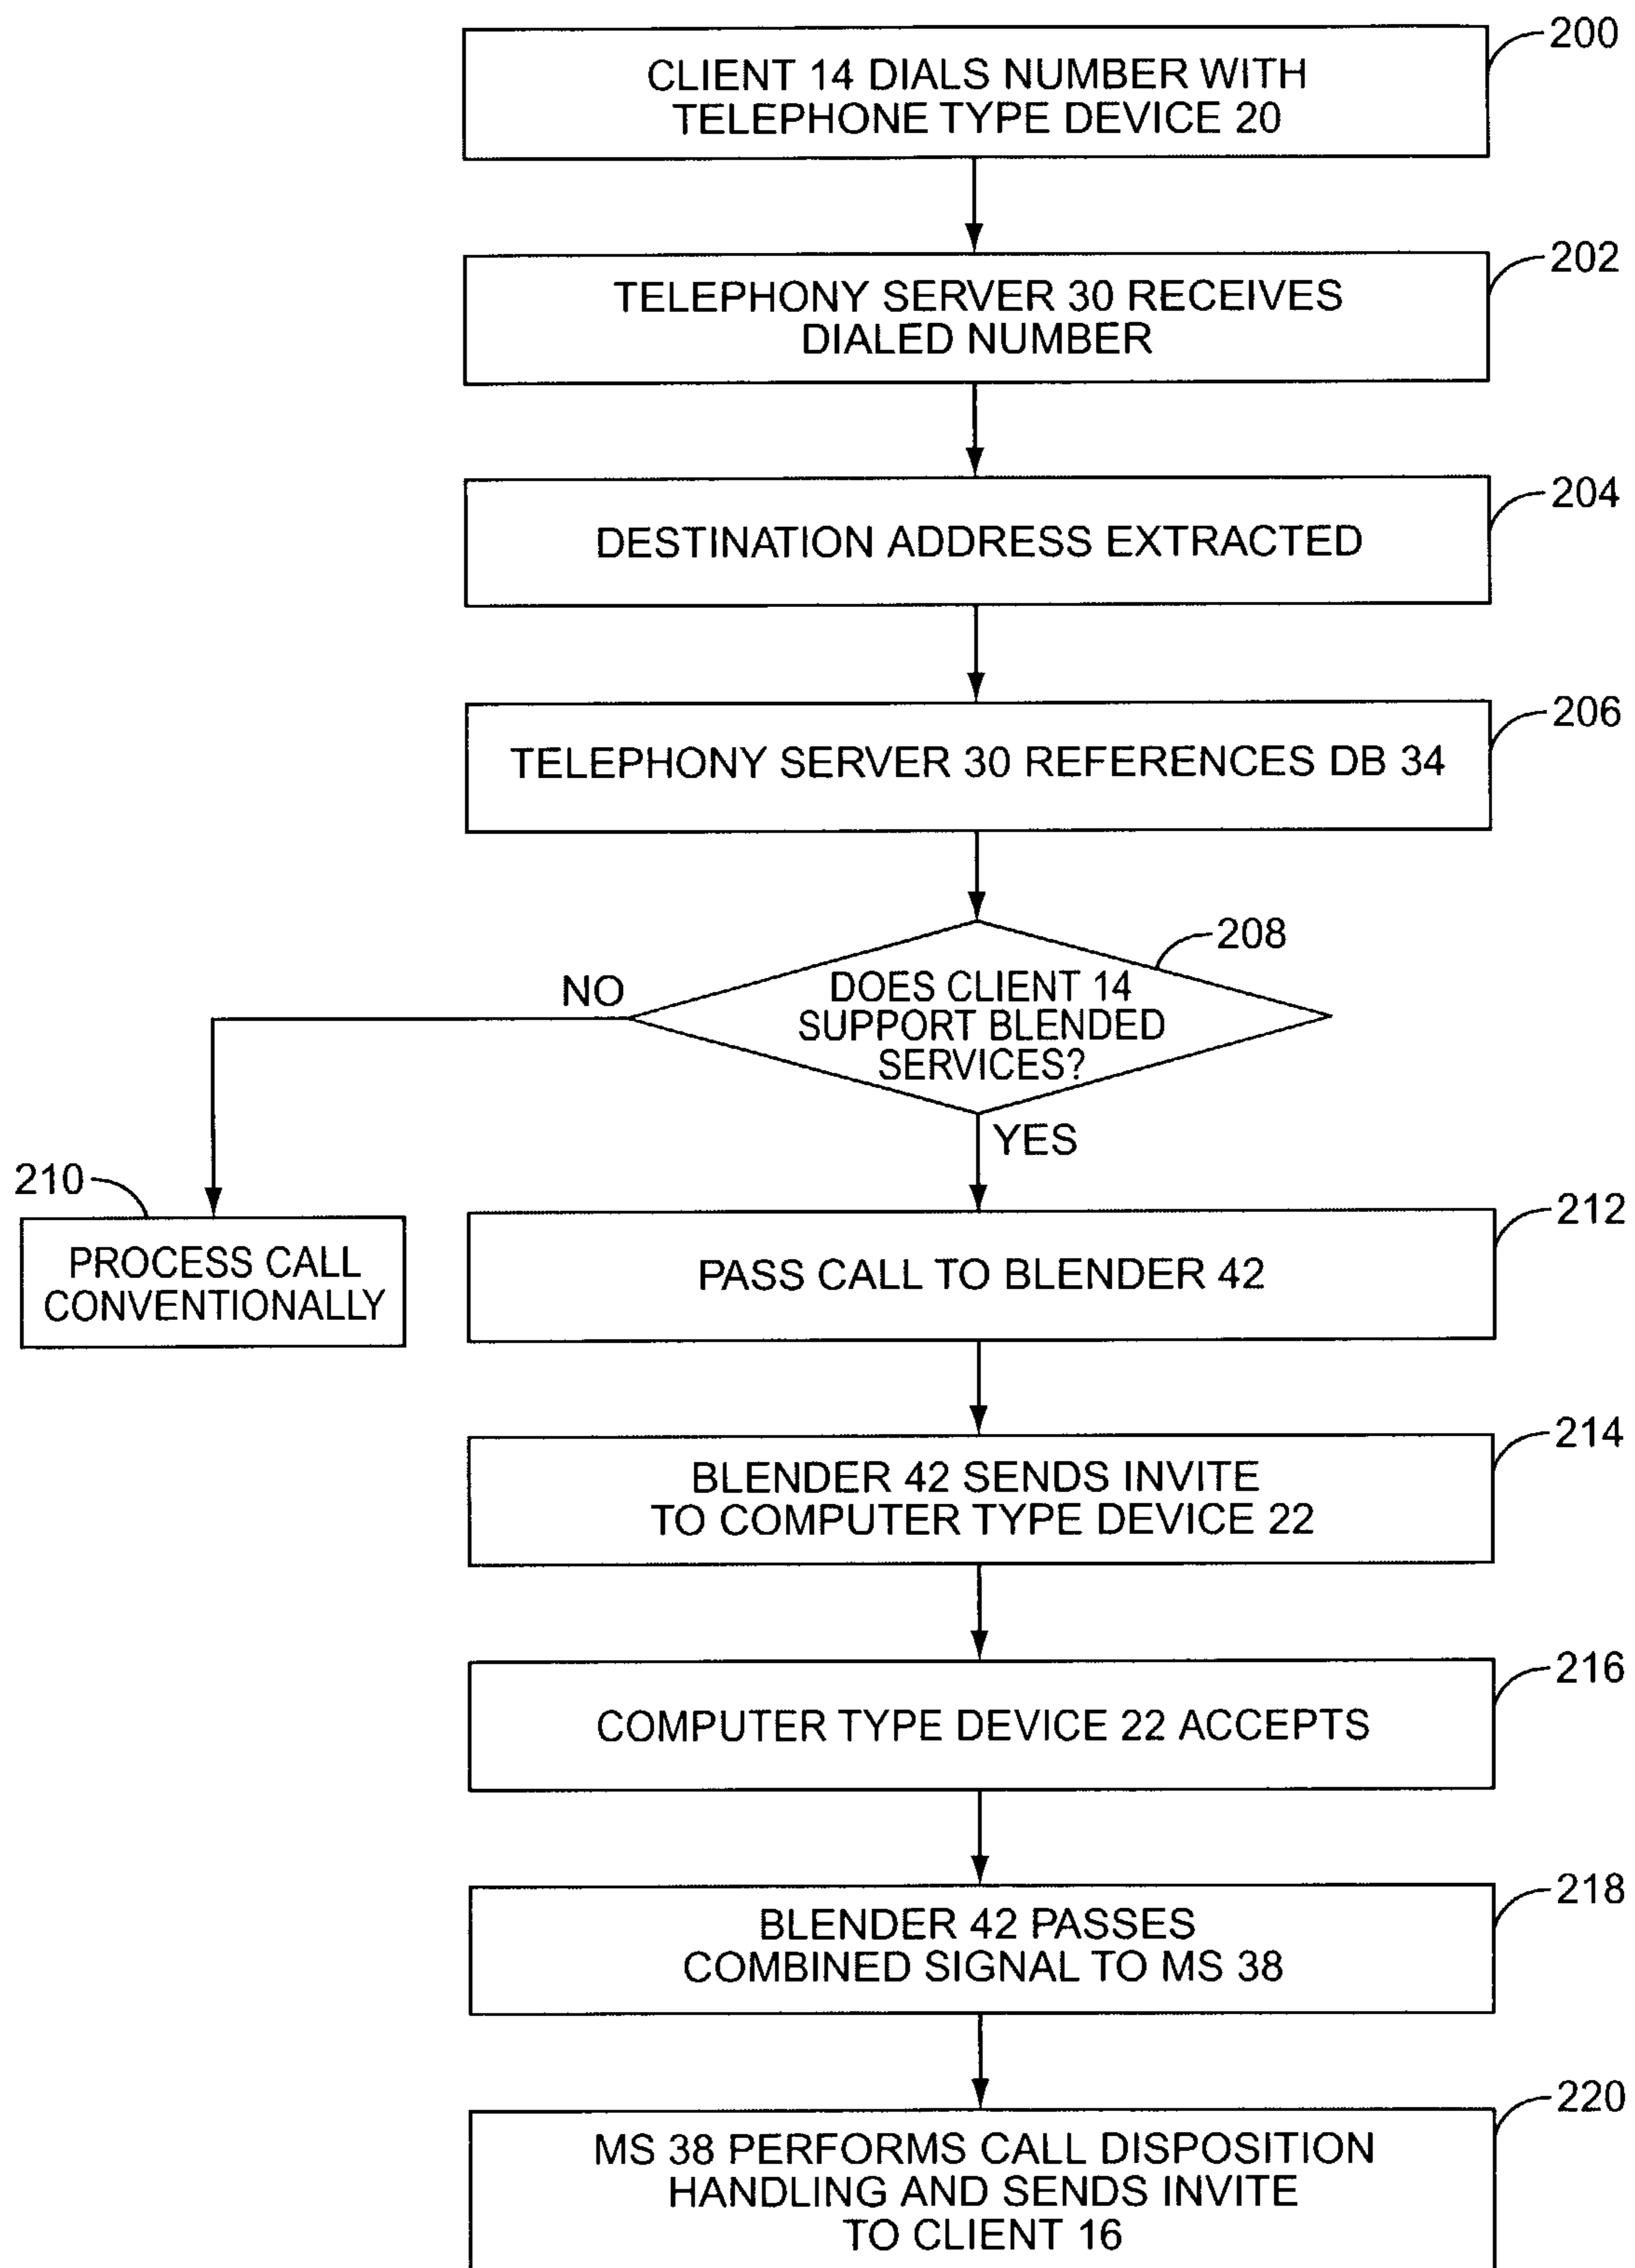 200
CLIENT 14 DIALS NUMBER WITH
TELEPHONE TYPE DEVICE 20
202
TELEPHONY SERVER 30 RECEIVES
DIALED NUMBER
204
DESTINATION ADDRESS EXTRACTED
206
TELEPHONY SERVER 30 REFERENCES DB 34
208
DOES CLIENT 14
SUPPORT BLENDED
SERVICES?
NO
YES
210
PROCESS CALL
CONVENTIONALLY
212
PASS CALL TO BLENDER 42
214
BLENDER 42 SENDS INVITE
TO COMPUTER TYPE DEVICE 22
216
COMPUTER TYPE DEVICE 22 ACCEPTS
218
BLENDER 42 PASSES
COMBINED SIGNAL TO MS 38
220
MS 38 PERFORMS CALL DISPOSITION
HANDLING AND SENDS INVITE
TO CLIENT 16